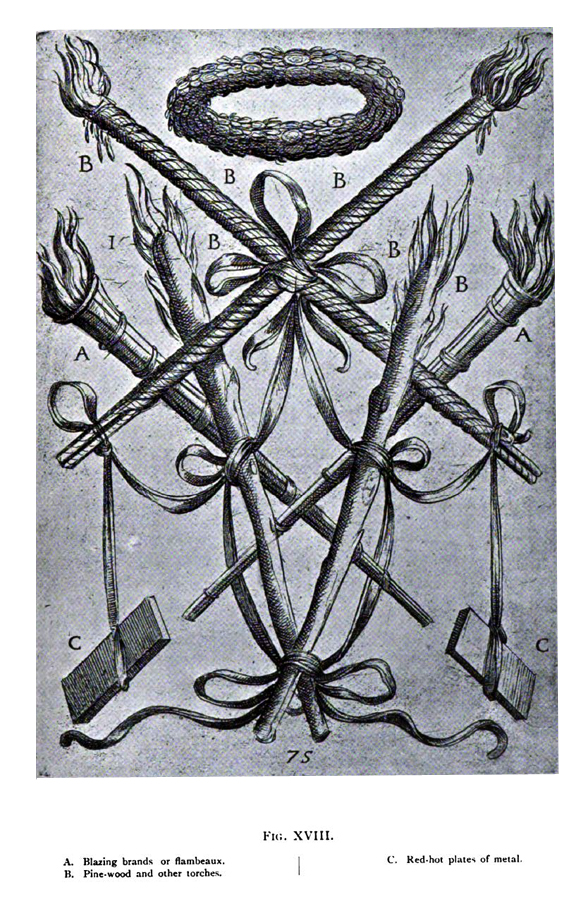 B
B
B
I
B
B
B
A
A
C
C
75
FIG. XVIII.
A. Blazing brands or flambeaux.
B. Pine-wood and other torches.
C. Red-hot plates of metal.